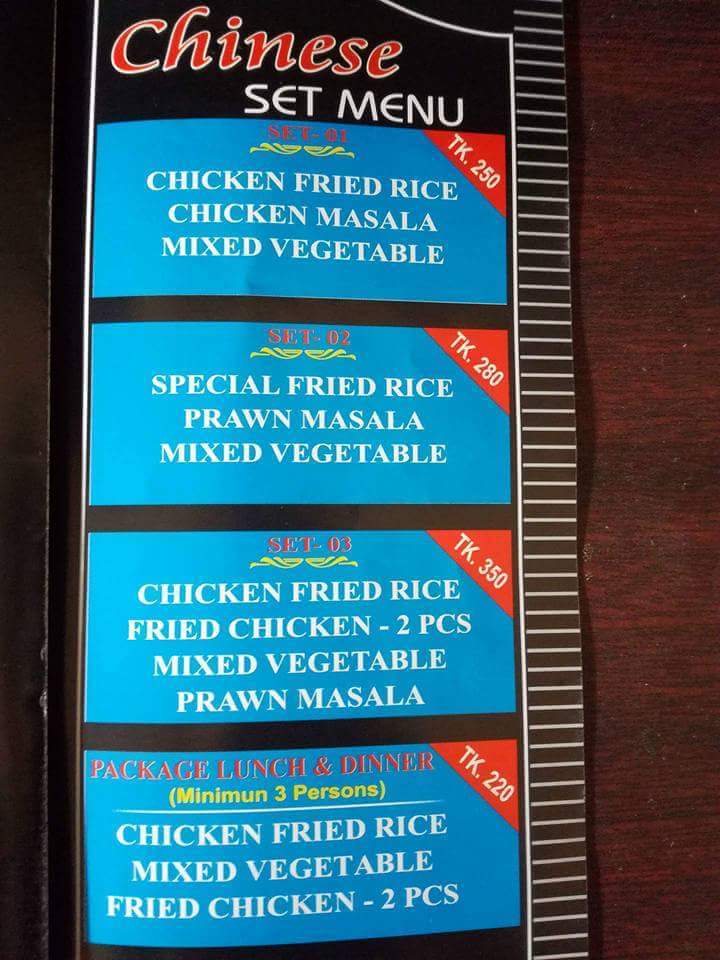 Chinese
SET MENU
SET- 01
TK. 250
CHICKEN FRIED RICE
CHICKEN MASALA
MIXED VEGETABLE
SET- 02
TK. 280
SPECIAL FRIED RICE
PRAWN MASALA
MIXED VEGETABLE
SET- 03
TK. 350
CHICKEN FRIED RICE
FRIED CHICKEN - 2 PCS
MIXED VEGETABLE
PRAWN MASALA
PACKAGE LUNCH & DINNER
TK. 220
(Minimun 3 Persons)
CHICKEN FRIED RICE
MIXED VEGETABLE
FRIED CHICKEN - 2 PCS